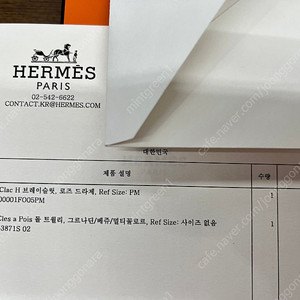 HERMÈS
PARIS
02-542-6622
CONTACT.KR@HERMES.COM
대한민국
제품 설명 수량
Clac H 브레이슬릿, 로즈 드라제, Ref Size: PM 1
00001FO05PM
Cles a Pois 폴 트윌리, 그르나딘/베쥬/멀티꿀로르, Ref Size: 사이즈 없음 1
3871S 02